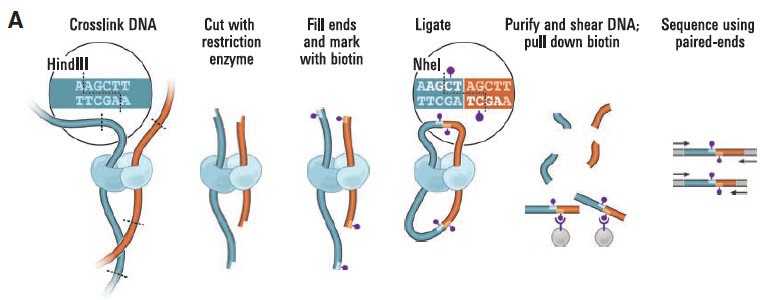 A
Crosslink DNA
Cut with
restriction
enzyme
Fill ends
and mark
with biotin
Ligate
Purify and shear DNA;
pull down biotin
Sequence using
paired-ends
HindIII
AAGCTT
TTCGAA
NheI
AAGCT AGCTT
TTCGA TCGAA